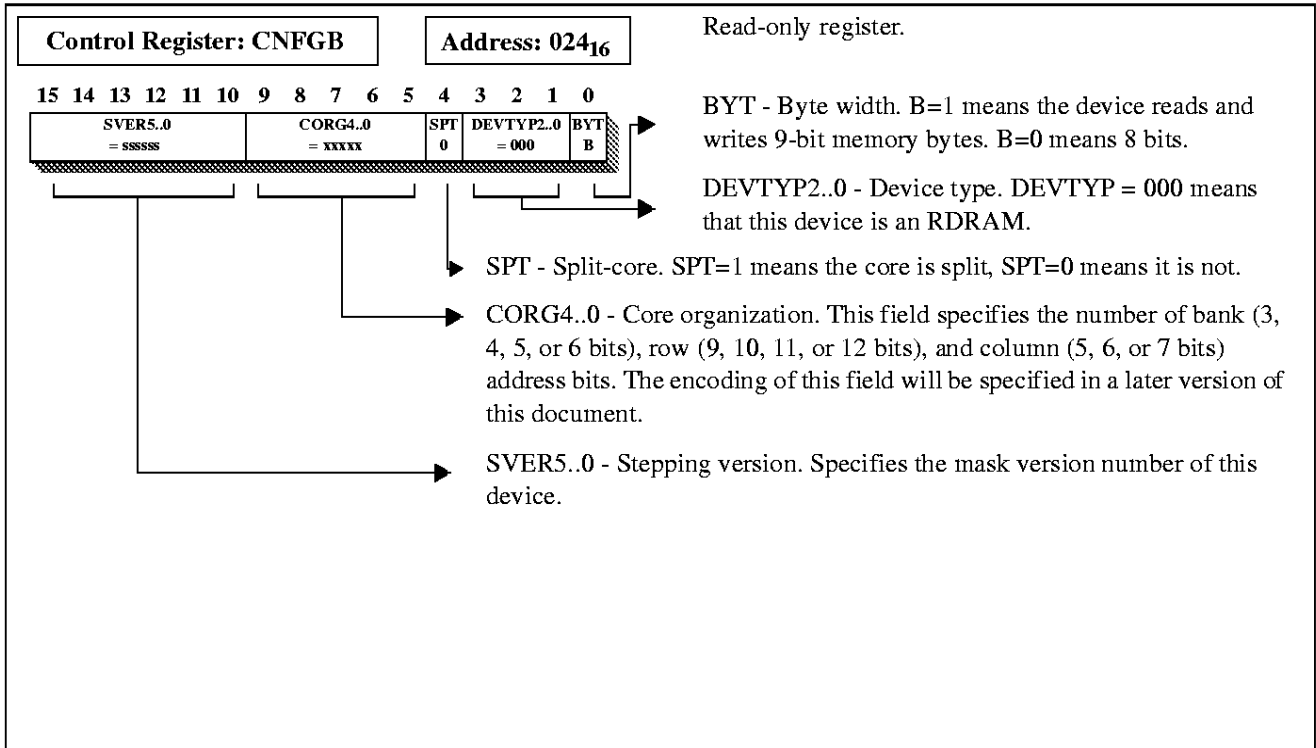 Control Register: CNFGB
Address: 024₁₆
Read-only register.
15 14 13 12 11 10 9 8 7 6 5 4 3 2 1 0
SVER5..0 CORG4..0 SPT DEVTYP2..0 BYT
= ssssss = xxxxx 0 = 000 B
BYT - Byte width. B=1 means the device reads and
writes 9-bit memory bytes. B=0 means 8 bits.
DEVTYP2..0 - Device type. DEVTYP = 000 means
that this device is an RDRAM.
SPT - Split-core. SPT=1 means the core is split, SPT=0 means it is not.
CORG4..0 - Core organization. This field specifies the number of bank (3,
4, 5, or 6 bits), row (9, 10, 11, or 12 bits), and column (5, 6, or 7 bits)
address bits. The encoding of this field will be specified in a later version of
this document.
SVER5..0 - Stepping version. Specifies the mask version number of this
device.